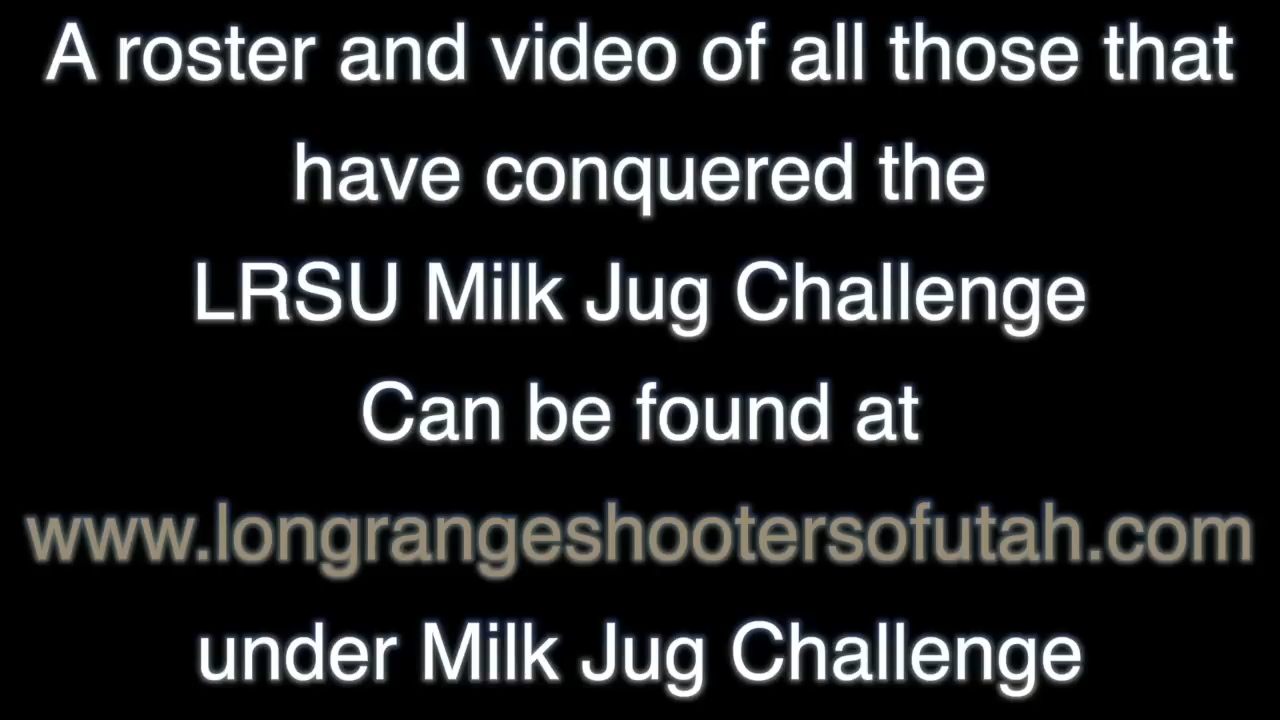 A roster and video of all those that
have conquered the
LRSU Milk Jug Challenge
Can be found at
www.longrangeshootersofutah.com
under Milk Jug Challenge